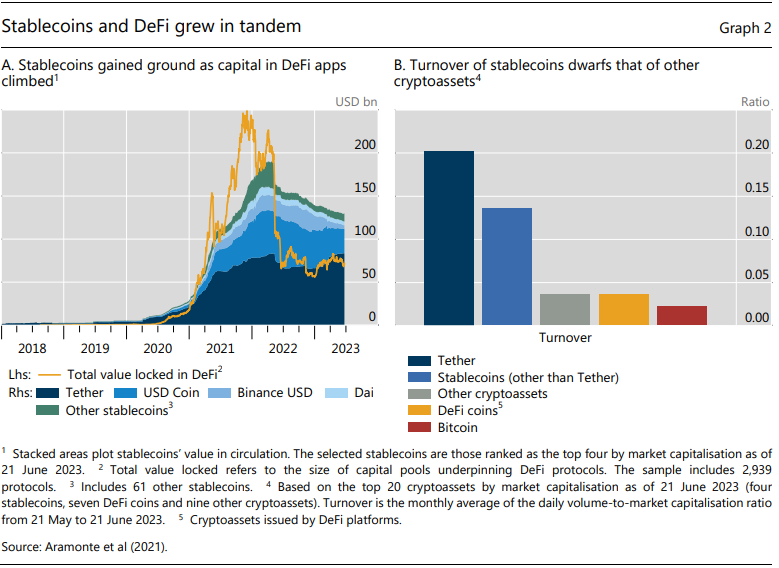 Stablecoins and DeFi grew in tandem
Graph 2
A. Stablecoins gained ground as capital in DeFi apps
climbed¹
USD bn
200
150
100
50
0
2018 2019 2020 2021 2022 2023
Lhs: Total value locked in DeFi²
Rhs: Tether USD Coin Binance USD Dai
Other stablecoins³
B. Turnover of stablecoins dwarfs that of other
cryptoassets⁴
Ratio
0.20
0.15
0.10
0.05
0.00
Turnover
Tether
Stablecoins (other than Tether)
Other cryptoassets
DeFi coins⁵
Bitcoin
¹ Stacked areas plot stablecoins’ value in circulation. The selected stablecoins are those ranked as the top four by market capitalisation as of
21 June 2023. ² Total value locked refers to the size of capital pools underpinning DeFi protocols. The sample includes 2,939
protocols. ³ Includes 61 other stablecoins. ⁴ Based on the top 20 cryptoassets by market capitalisation as of 21 June 2023 (four
stablecoins, seven DeFi coins and nine other cryptoassets). Turnover is the monthly average of the daily volume-to-market capitalisation ratio
from 21 May to 21 June 2023. ⁵ Cryptoassets issued by DeFi platforms.
Source: Aramonte et al (2021).